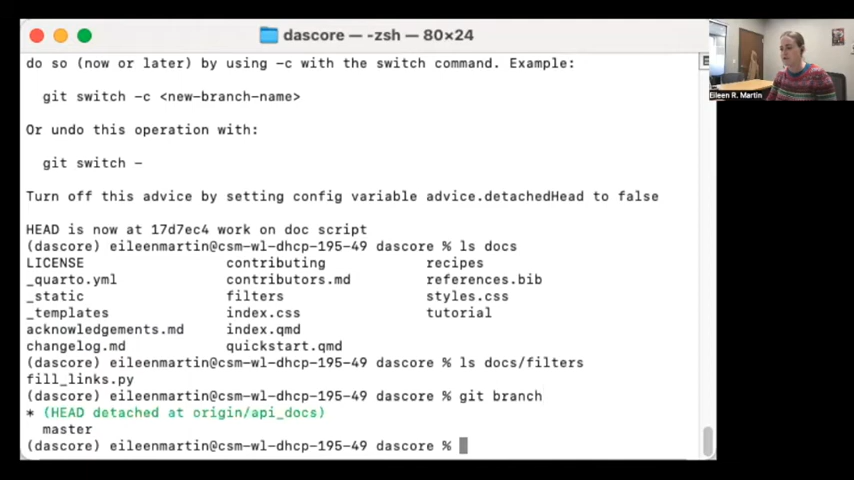 dascore — -zsh — 80×24
do so (now or later) by using -c with the switch command. Example:
git switch -c <new-branch-name>
Or undo this operation with:
git switch -
Turn off this advice by setting config variable advice.detachedHead to false
HEAD is now at 17d7ec4 work on doc script
(dascore) eileenmartin@csm-wl-dhcp-195-49 dascore % ls docs
LICENSE contributing recipes
_quarto.yml contributors.md references.bib
_static filters styles.css
_templates index.css tutorial
acknowledgements.md index.qmd
changelog.md quickstart.qmd
(dascore) eileenmartin@csm-wl-dhcp-195-49 dascore % ls docs/filters
fill_links.py
(dascore) eileenmartin@csm-wl-dhcp-195-49 dascore % git branch
* (HEAD detached at origin/api_docs)
master
(dascore) eileenmartin@csm-wl-dhcp-195-49 dascore %
Eileen R. Martin